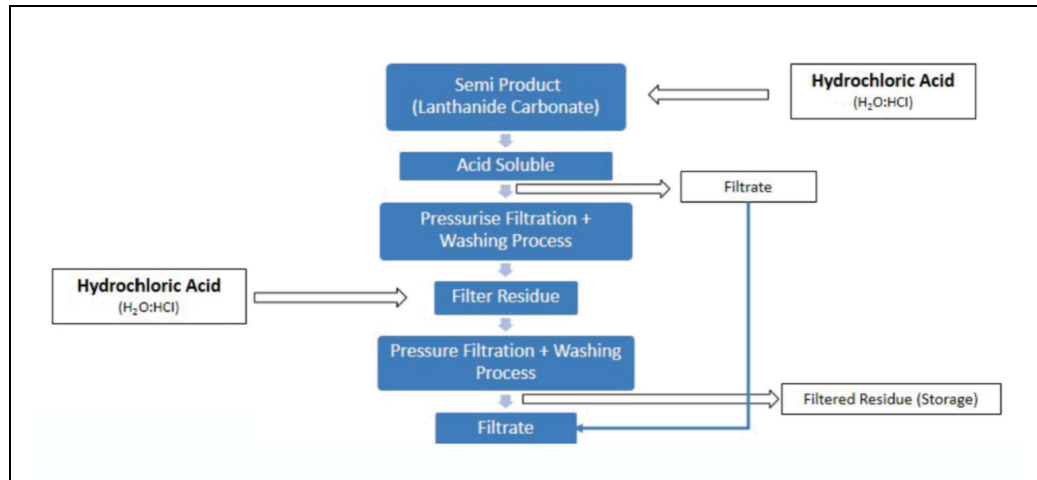 Semi Product
(Lanthanide Carbonate)
Hydrochloric Acid
(H₂O:HCl)
Acid Soluble
Filtrate
Pressurise Filtration +
Washing Process
Hydrochloric Acid
(H₂O:HCl)
Filter Residue
Pressure Filtration + Washing
Process
Filtered Residue (Storage)
Filtrate